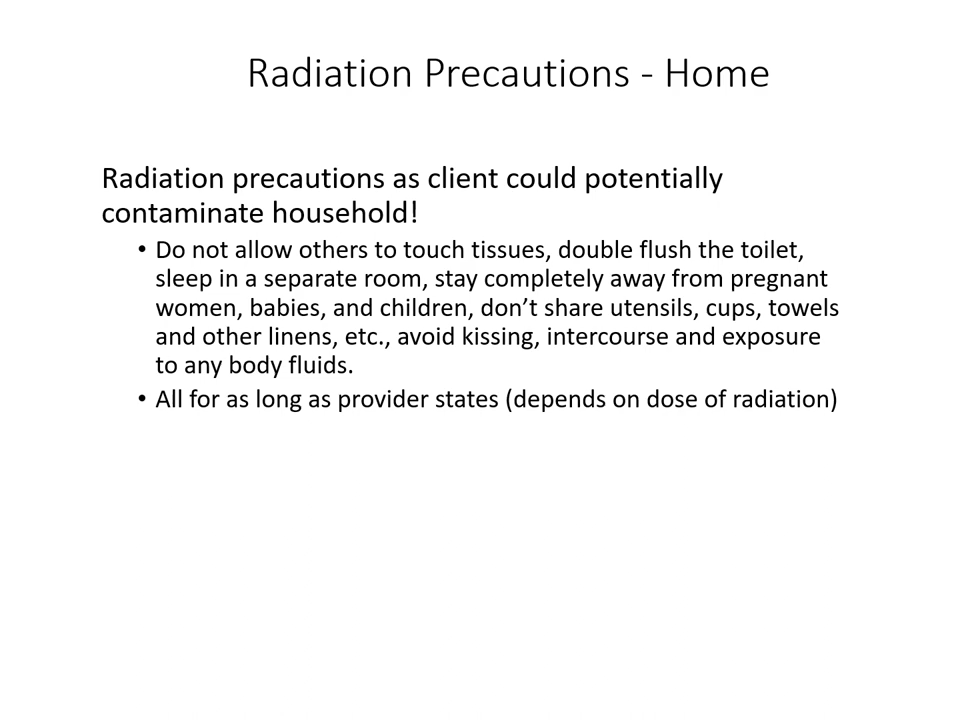 Radiation Precautions - Home
Radiation precautions as client could potentially
contaminate household!
• Do not allow others to touch tissues, double flush the toilet,
sleep in a separate room, stay completely away from pregnant
women, babies, and children, don’t share utensils, cups, towels
and other linens, etc., avoid kissing, intercourse and exposure
to any body fluids.
• All for as long as provider states (depends on dose of radiation)